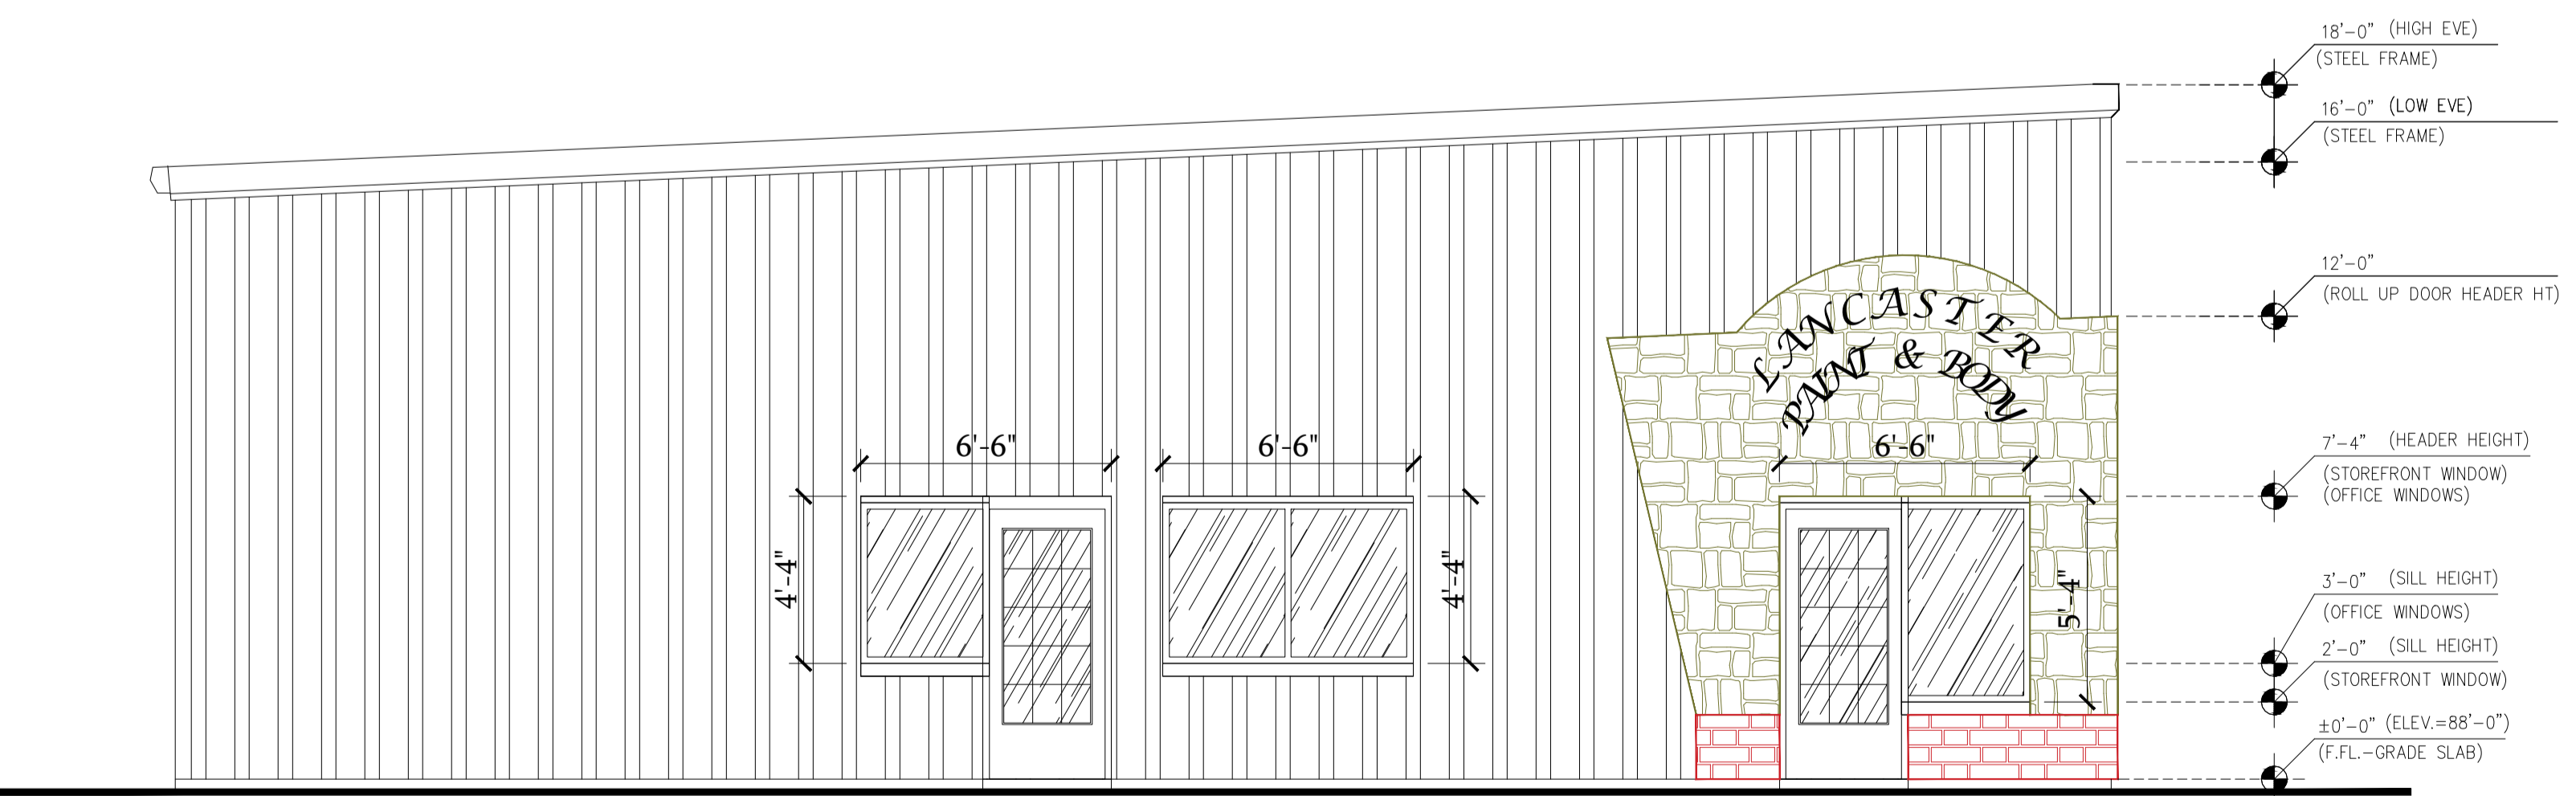 18'-0" (HIGH EVE)
(STEEL FRAME)
16'-0" (LOW EVE)
(STEEL FRAME)
12'-0"
(ROLL UP DOOR HEADER HT)
LANCASTER
PAINT & BODY
6'-6"
6'-6"
6'-6"
7'-4" (HEADER HEIGHT)
(STOREFRONT WINDOW)
(OFFICE WINDOWS)
4'-4"
4'-4"
5'-4"
3'-0" (SILL HEIGHT)
(OFFICE WINDOWS)
2'-0" (SILL HEIGHT)
(STOREFRONT WINDOW)
±0'-0" (ELEV.=88'-0")
(F.FL.-GRADE SLAB)